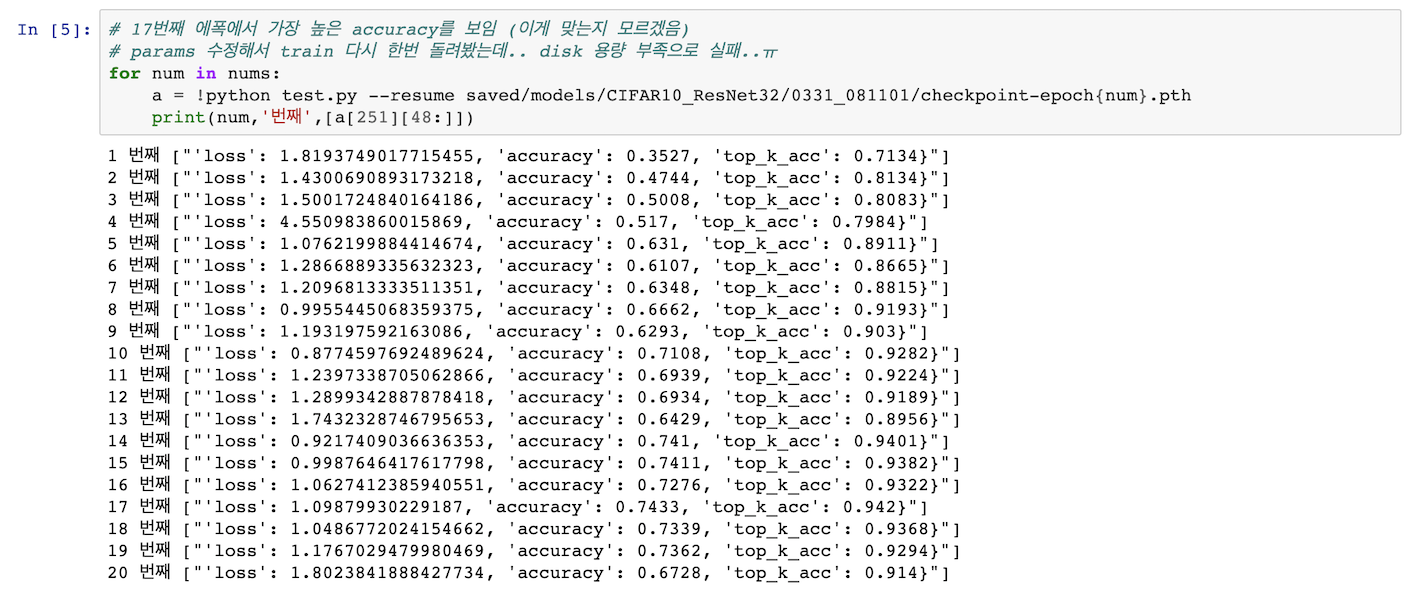 In [5]: # 17번째 에폭에서 가장 높은 accuracy를 보임 (이게 맞는지 모르겠음)
# params 수정해서 train 다시 한번 돌려봤는데.. disk 용량 부족으로 실패..ㅠ
for num in nums:
    a = !python test.py --resume saved/models/CIFAR10_ResNet32/0331_081101/checkpoint-epoch{num}.pth
    print(num,'번째',[a[251][48:]])
1 번째 ["'loss': 1.8193749017715455, 'accuracy': 0.3527, 'top_k_acc': 0.7134}"]
2 번째 ["'loss': 1.4300690893173218, 'accuracy': 0.4744, 'top_k_acc': 0.8134}"]
3 번째 ["'loss': 1.5001724840164186, 'accuracy': 0.5008, 'top_k_acc': 0.8083}"]
4 번째 ["'loss': 4.550983860015869, 'accuracy': 0.517, 'top_k_acc': 0.7984}"]
5 번째 ["'loss': 1.0762199884414674, 'accuracy': 0.631, 'top_k_acc': 0.8911}"]
6 번째 ["'loss': 1.2866889335632323, 'accuracy': 0.6107, 'top_k_acc': 0.8665}"]
7 번째 ["'loss': 1.2096813333511351, 'accuracy': 0.6348, 'top_k_acc': 0.8815}"]
8 번째 ["'loss': 0.9955445068359375, 'accuracy': 0.6662, 'top_k_acc': 0.9193}"]
9 번째 ["'loss': 1.193197592163086, 'accuracy': 0.6293, 'top_k_acc': 0.903}"]
10 번째 ["'loss': 0.8774597692489624, 'accuracy': 0.7108, 'top_k_acc': 0.9282}"]
11 번째 ["'loss': 1.2397338705062866, 'accuracy': 0.6939, 'top_k_acc': 0.9224}"]
12 번째 ["'loss': 1.2899342887878418, 'accuracy': 0.6934, 'top_k_acc': 0.9189}"]
13 번째 ["'loss': 1.7432328746795653, 'accuracy': 0.6429, 'top_k_acc': 0.8956}"]
14 번째 ["'loss': 0.9217409036636353, 'accuracy': 0.741, 'top_k_acc': 0.9401}"]
15 번째 ["'loss': 0.9987646417617798, 'accuracy': 0.7411, 'top_k_acc': 0.9382}"]
16 번째 ["'loss': 1.0627412385940551, 'accuracy': 0.7276, 'top_k_acc': 0.9322}"]
17 번째 ["'loss': 1.09879930229187, 'accuracy': 0.7433, 'top_k_acc': 0.942}"]
18 번째 ["'loss': 1.0486772024154662, 'accuracy': 0.7339, 'top_k_acc': 0.9368}"]
19 번째 ["'loss': 1.1767029479980469, 'accuracy': 0.7362, 'top_k_acc': 0.9294}"]
20 번째 ["'loss': 1.8023841888427734, 'accuracy': 0.6728, 'top_k_acc': 0.914}"]